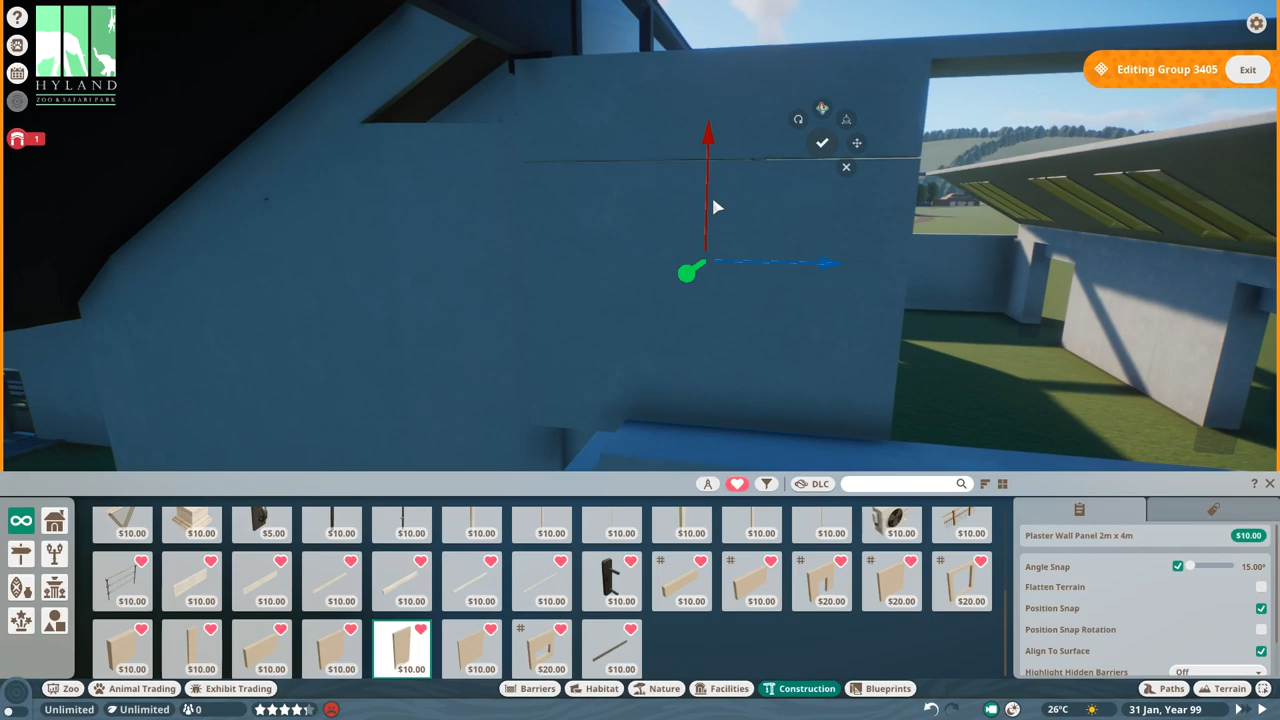 HYLAND
ZOO & SAFARI PARK
Editing Group 3405
Exit
1
DLC
$10.00 $10.00 $5.00 $10.00 $10.00 $10.00 $10.00 $10.00 $10.00 $10.00 $10.00 $10.00 $10.00
$10.00 $10.00 $10.00 $10.00 $10.00 $10.00 $10.00 $10.00 $10.00 $10.00 $20.00 $20.00 $20.00
$10.00 $10.00 $10.00 $10.00 $10.00 $10.00 $20.00 $10.00
Plaster Wall Panel 2m x 4m $10.00
Angle Snap 15.00°
Flatten Terrain
Position Snap
Position Snap Rotation
Align To Surface
Highlight Hidden Barriers Off
Zoo Animal Trading Exhibit Trading Barriers Habitat Nature Facilities Construction Blueprints Paths Terrain
Unlimited Unlimited 0 26°C 31 Jan, Year 99